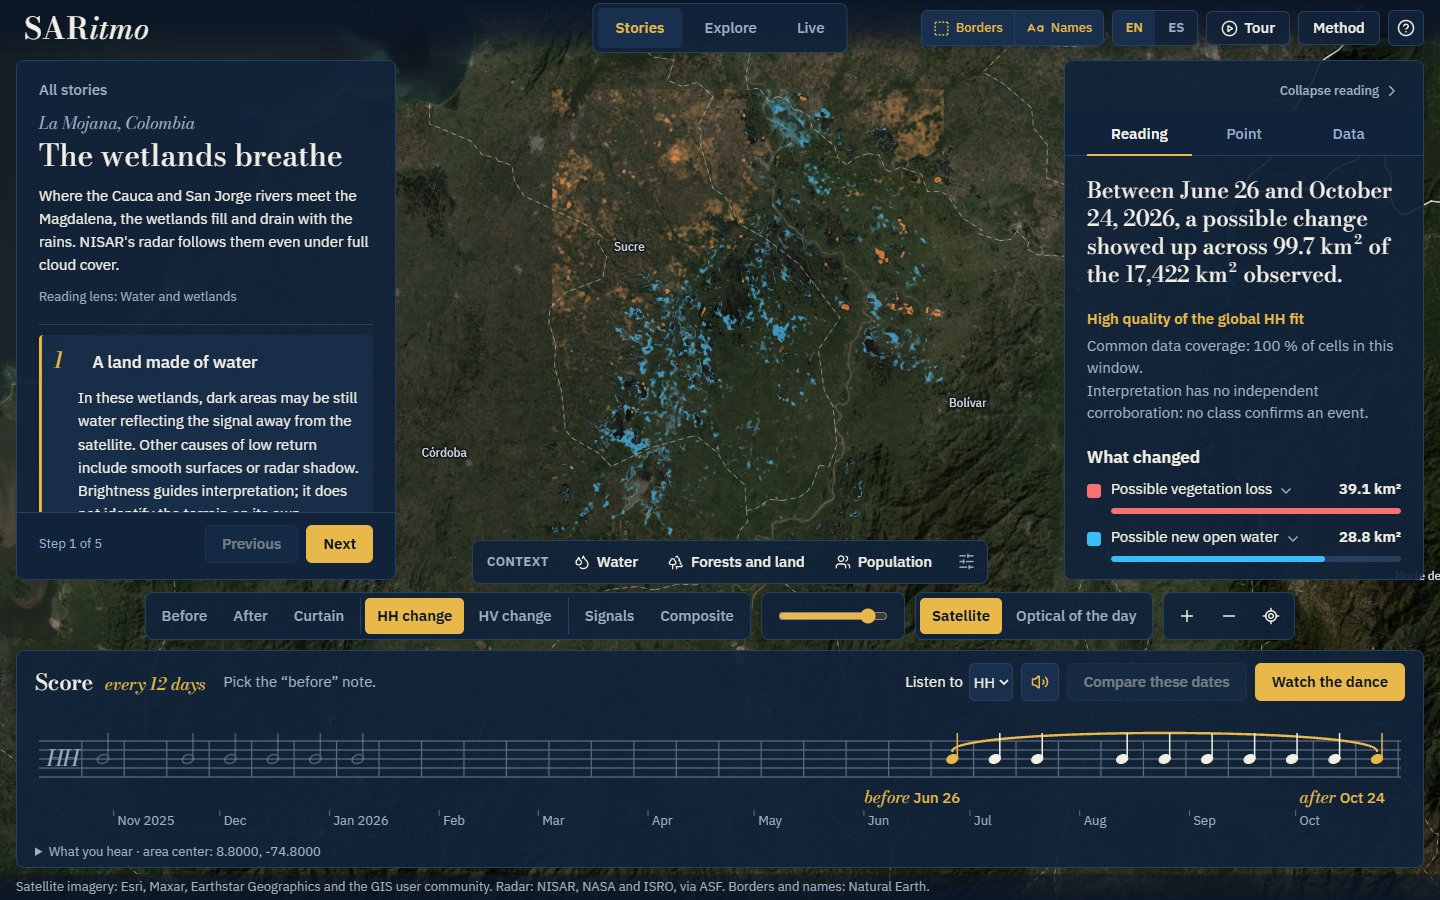 SARitmo
Stories
Explore
Live
Borders
Aa Names
EN
ES
Tour
Method
All stories
La Mojana, Colombia
The wetlands breathe
Where the Cauca and San Jorge rivers meet the
Magdalena, the wetlands fill and drain with the
rains. NISAR's radar follows them even under full
cloud cover.
Reading lens: Water and wetlands
1 A land made of water
In these wetlands, dark areas may be still
water reflecting the signal away from the
satellite. Other causes of low return
include smooth surfaces or radar shadow.
Brightness guides interpretation; it does
not identify the terrain on its own.
Step 1 of 5
Previous
Next
Sucre
Córdoba
Bolívar
Collapse reading
Reading
Point
Data
Between June 26 and October
24, 2026, a possible change
showed up across 99.7 km² of
the 17,422 km² observed.
High quality of the global HH fit
Common data coverage: 100 % of cells in this
window.
Interpretation has no independent
corroboration: no class confirms an event.
What changed
Possible vegetation loss 39.1 km²
Possible new open water 28.8 km²
CONTEXT
Water
Forests and land
Population
Before
After
Curtain
HH change
HV change
Signals
Composite
Satellite
Optical of the day
Score every 12 days Pick the “before” note.
Listen to HH
Compare these dates
Watch the dance
HH
before Jun 26
after Oct 24
Nov 2025
Dec
Jan 2026
Feb
Mar
Apr
May
Jun
Jul
Aug
Sep
Oct
What you hear · area center: 8.8000, -74.8000
Satellite imagery: Esri, Maxar, Earthstar Geographics and the GIS user community. Radar: NISAR, NASA and ISRO, via ASF. Borders and names: Natural Earth.